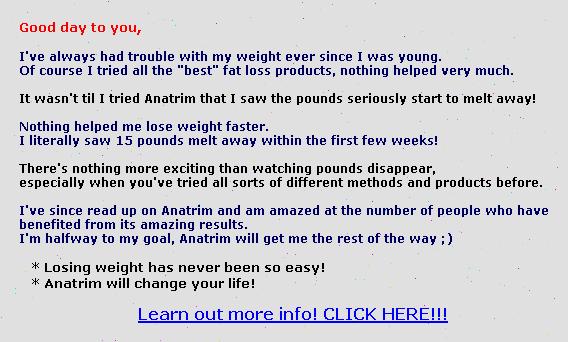 Good day to you,
I've always had trouble with my weight ever since I was young.
Of course I tried all the "best" fat loss products, nothing helped very much.
It wasn't til I tried Anatrim that I saw the pounds seriously start to melt away!
Nothing helped me lose weight faster.
I literally saw 15 pounds melt away within the first few weeks!
There's nothing more exciting than watching pounds disappear,
especially when you've tried all sorts of different methods and products before.
I've since read up on Anatrim and am amazed at the number of people who have
benefited from its amazing results.
I'm halfway to my goal, Anatrim will get me the rest of the way ; )
* Losing weight has never been so easy!
* Anatrim will change your life!
Learn out more info! CLICK HERE!!!